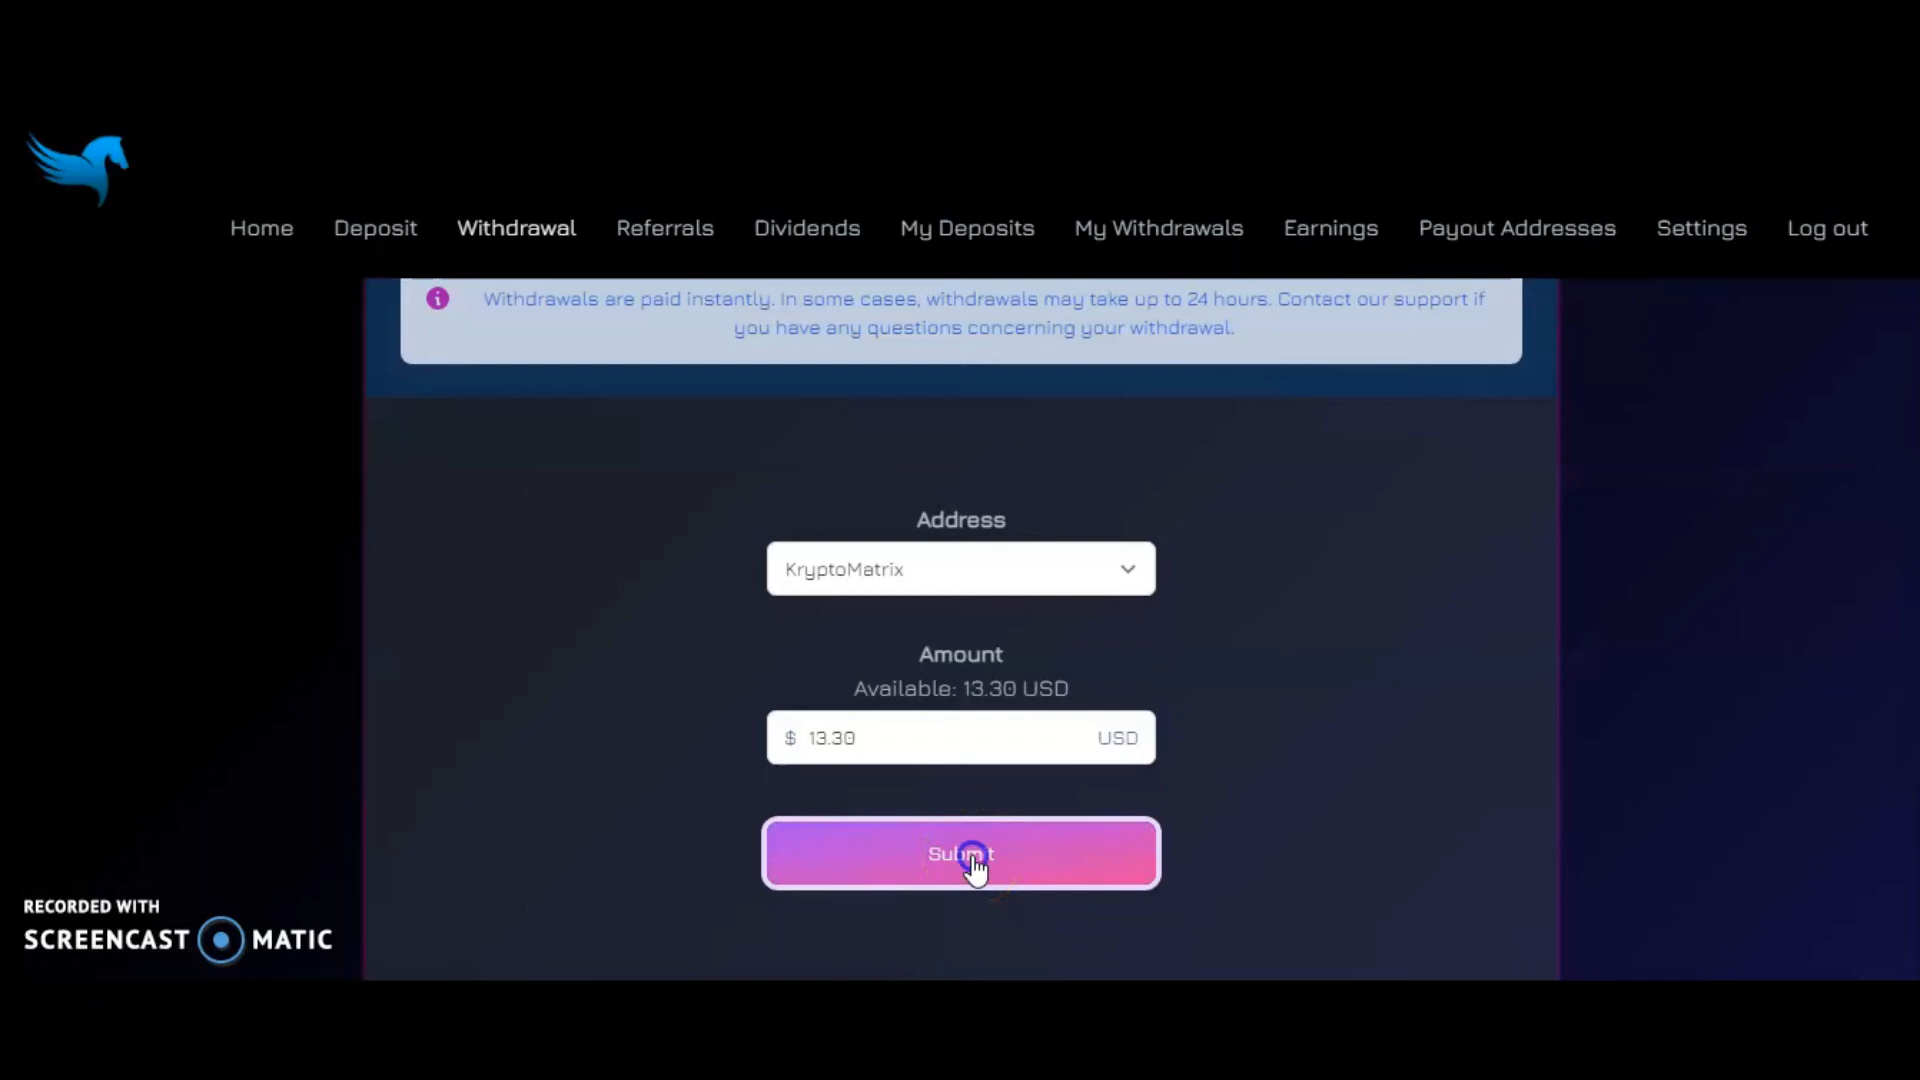 Home Deposit Withdrawal Referrals Dividends My Deposits My Withdrawals Earnings Payout Addresses Settings Log out
Withdrawals are paid instantly. In some cases, withdrawals may take up to 24 hours. Contact our support if
you have any questions concerning your withdrawal.
Address
KryptoMatrix
Amount
Available: 13.30 USD
$ 13.30 USD
Submit
RECORDED WITH
SCREENCAST MATIC